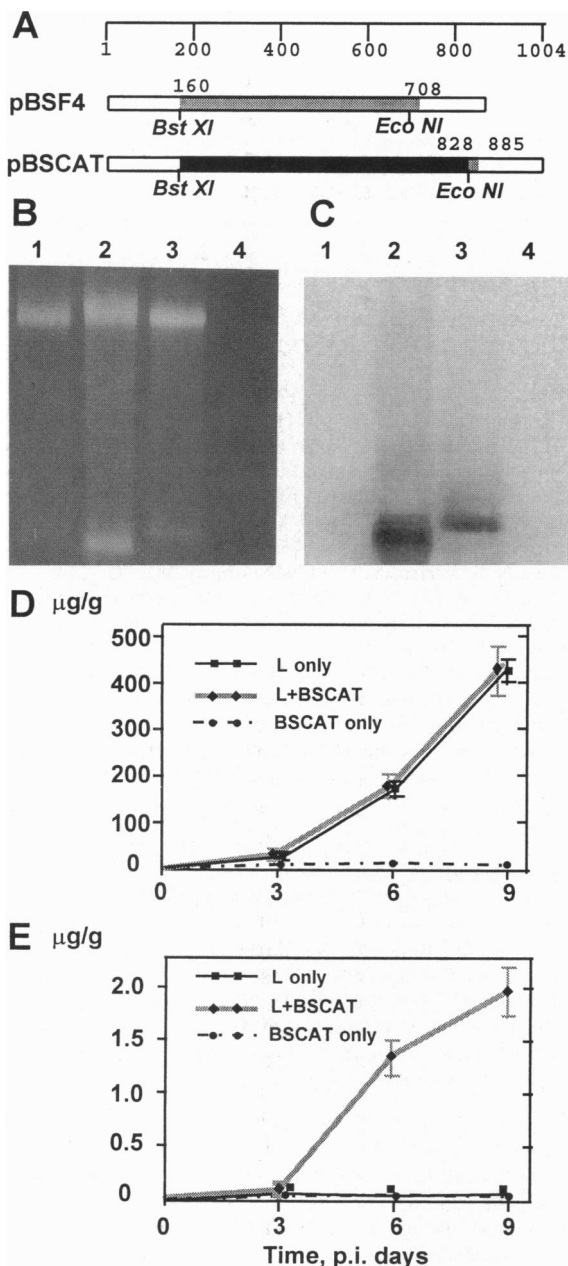 A
1 200 400 600 800 1004
160 708
pBSF4
Bst XI Eco NI
828 885
pBSCAT
Bst XI Eco NI
B
1 2 3 4
C
1 2 3 4
D μg/g
500
400
300
200
100
0
L only
L+BSCAT
BSCAT only
0 3 6 9
E μg/g
2.0
1.5
1.0
0.5
0
L only
L+BSCAT
BSCAT only
0 3 6 9
Time, p.i. days